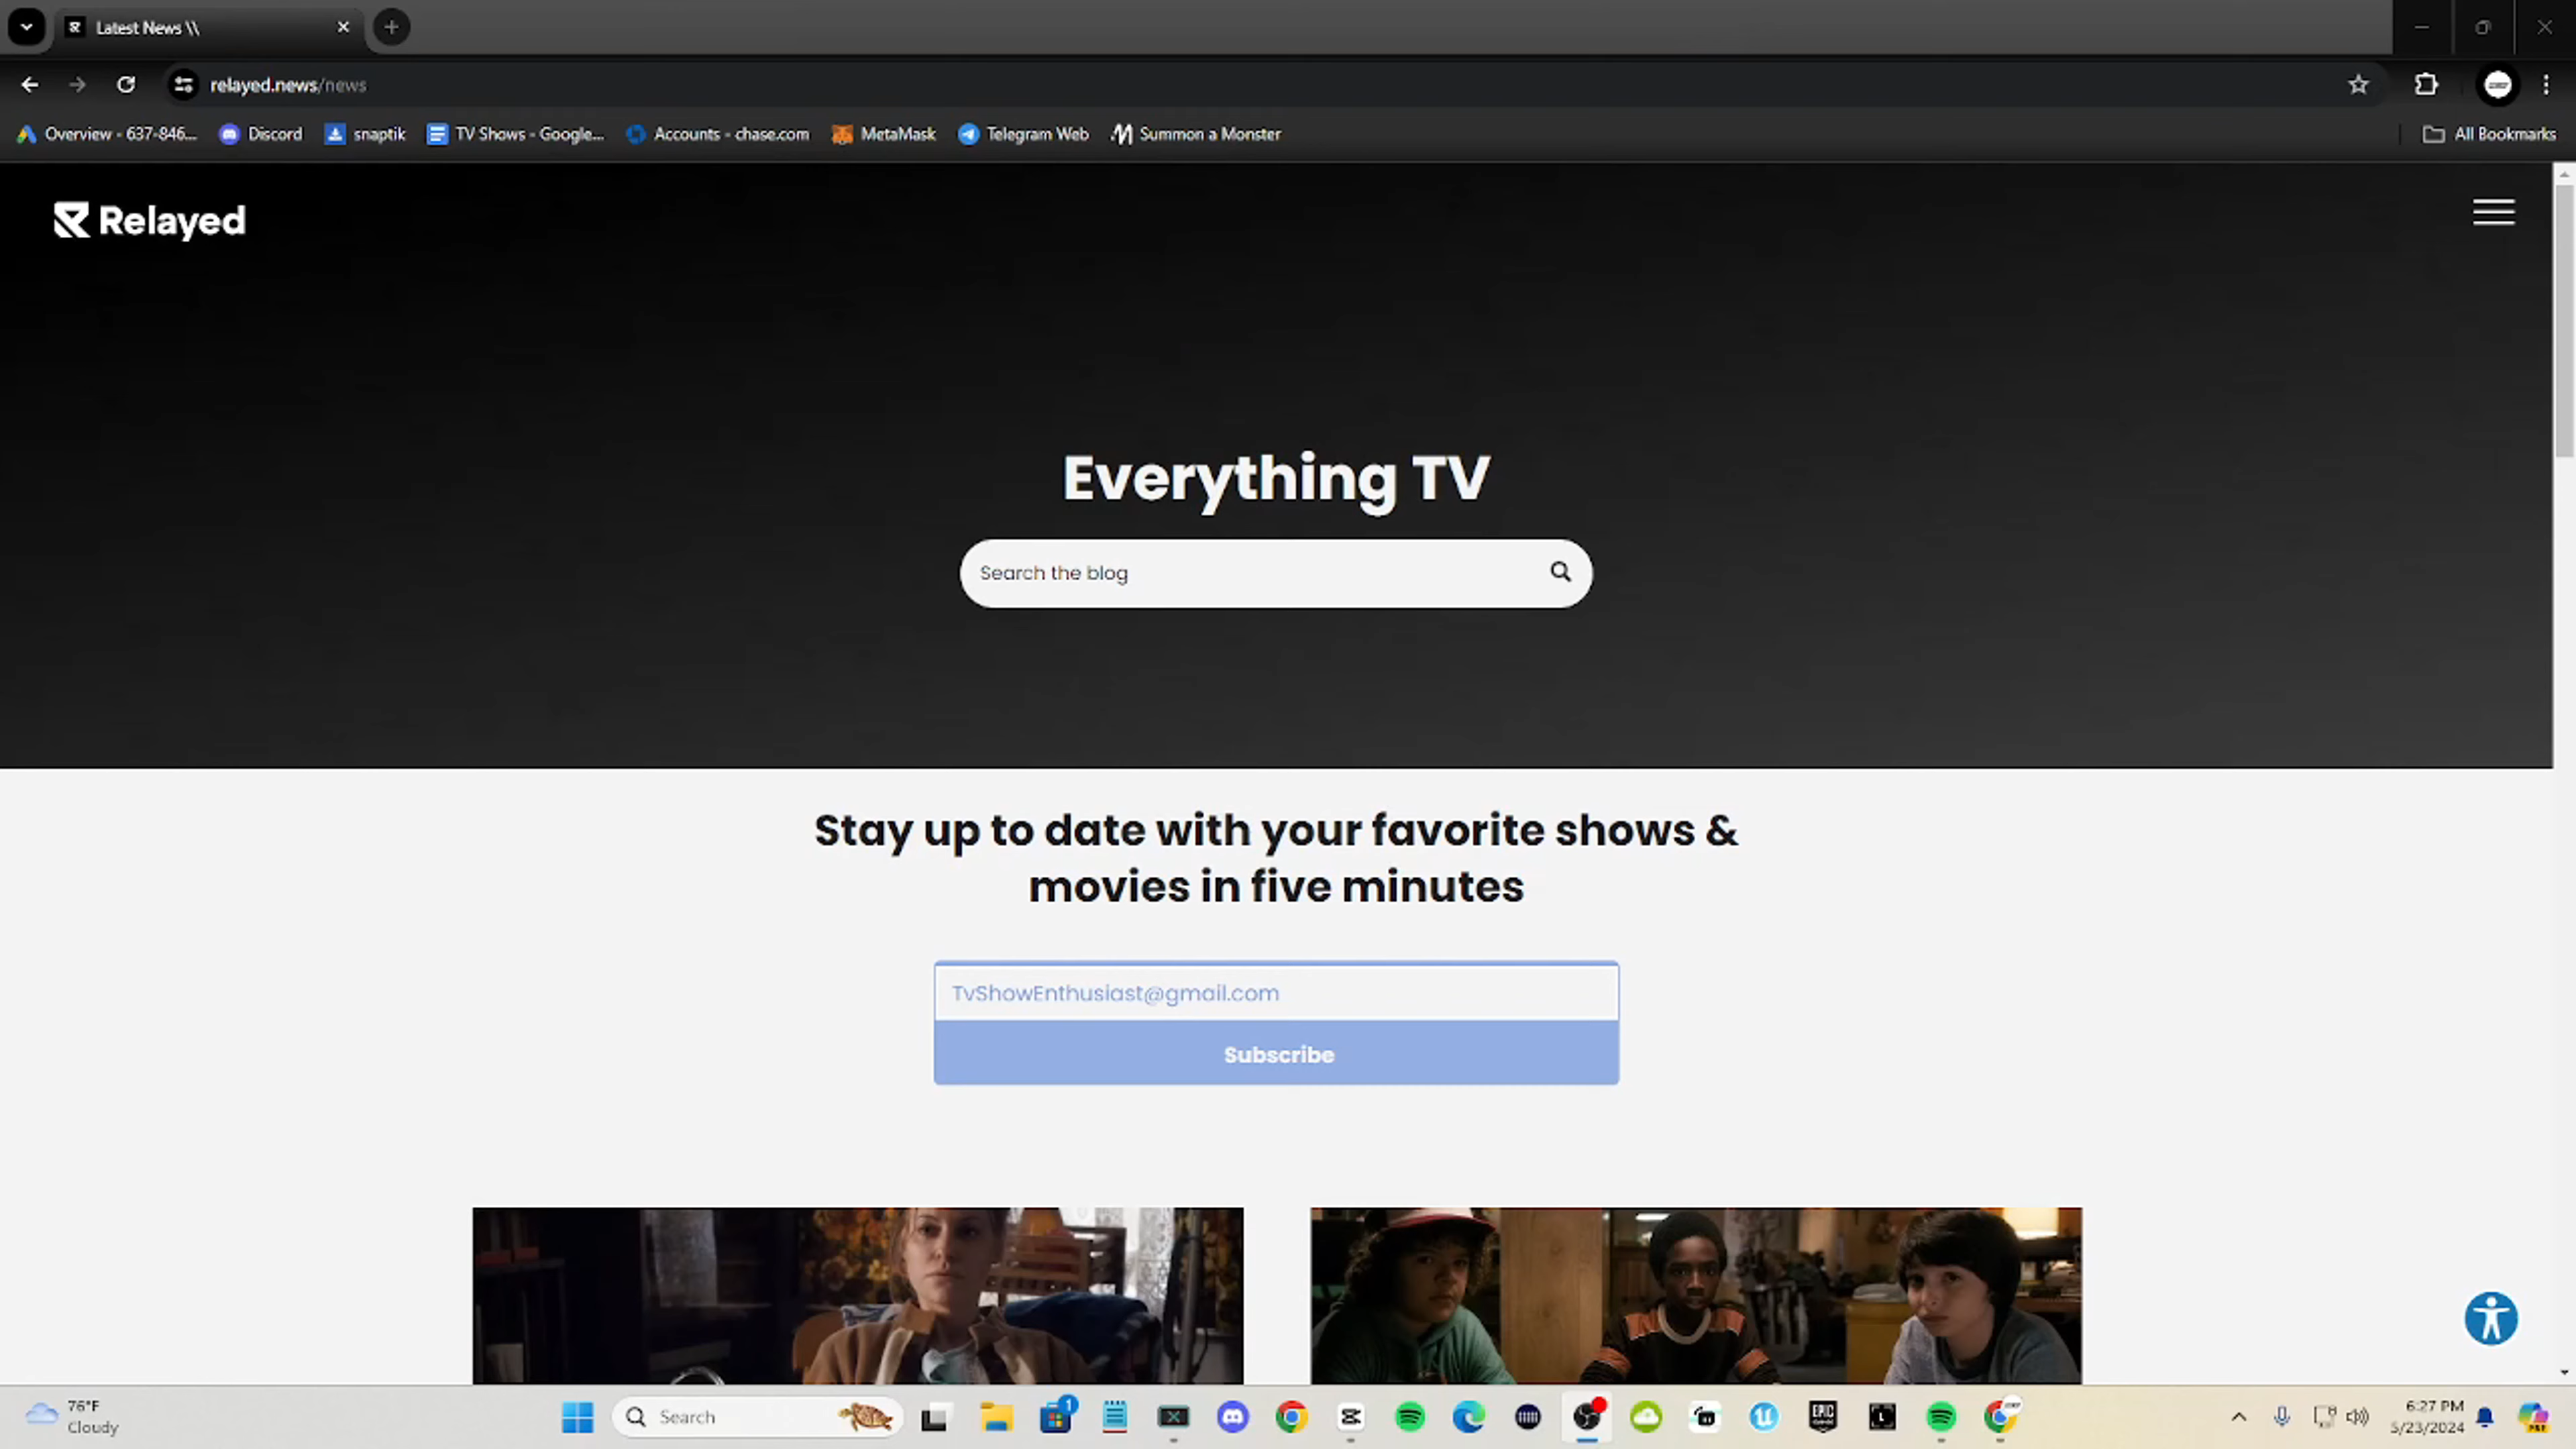 Latest News \\
relayed.news/news
Overview - 637-846... Discord snaptik TV Shows - Google... Accounts - chase.com MetaMask Telegram Web Summon a Monster All Bookmarks
Relayed
Everything TV
Search the blog
Stay up to date with your favorite shows &
movies in five minutes
TvShowEnthusiast@gmail.com
Subscribe
76°F
Cloudy
Search
1
EPIC
6:27 PM
5/23/2024